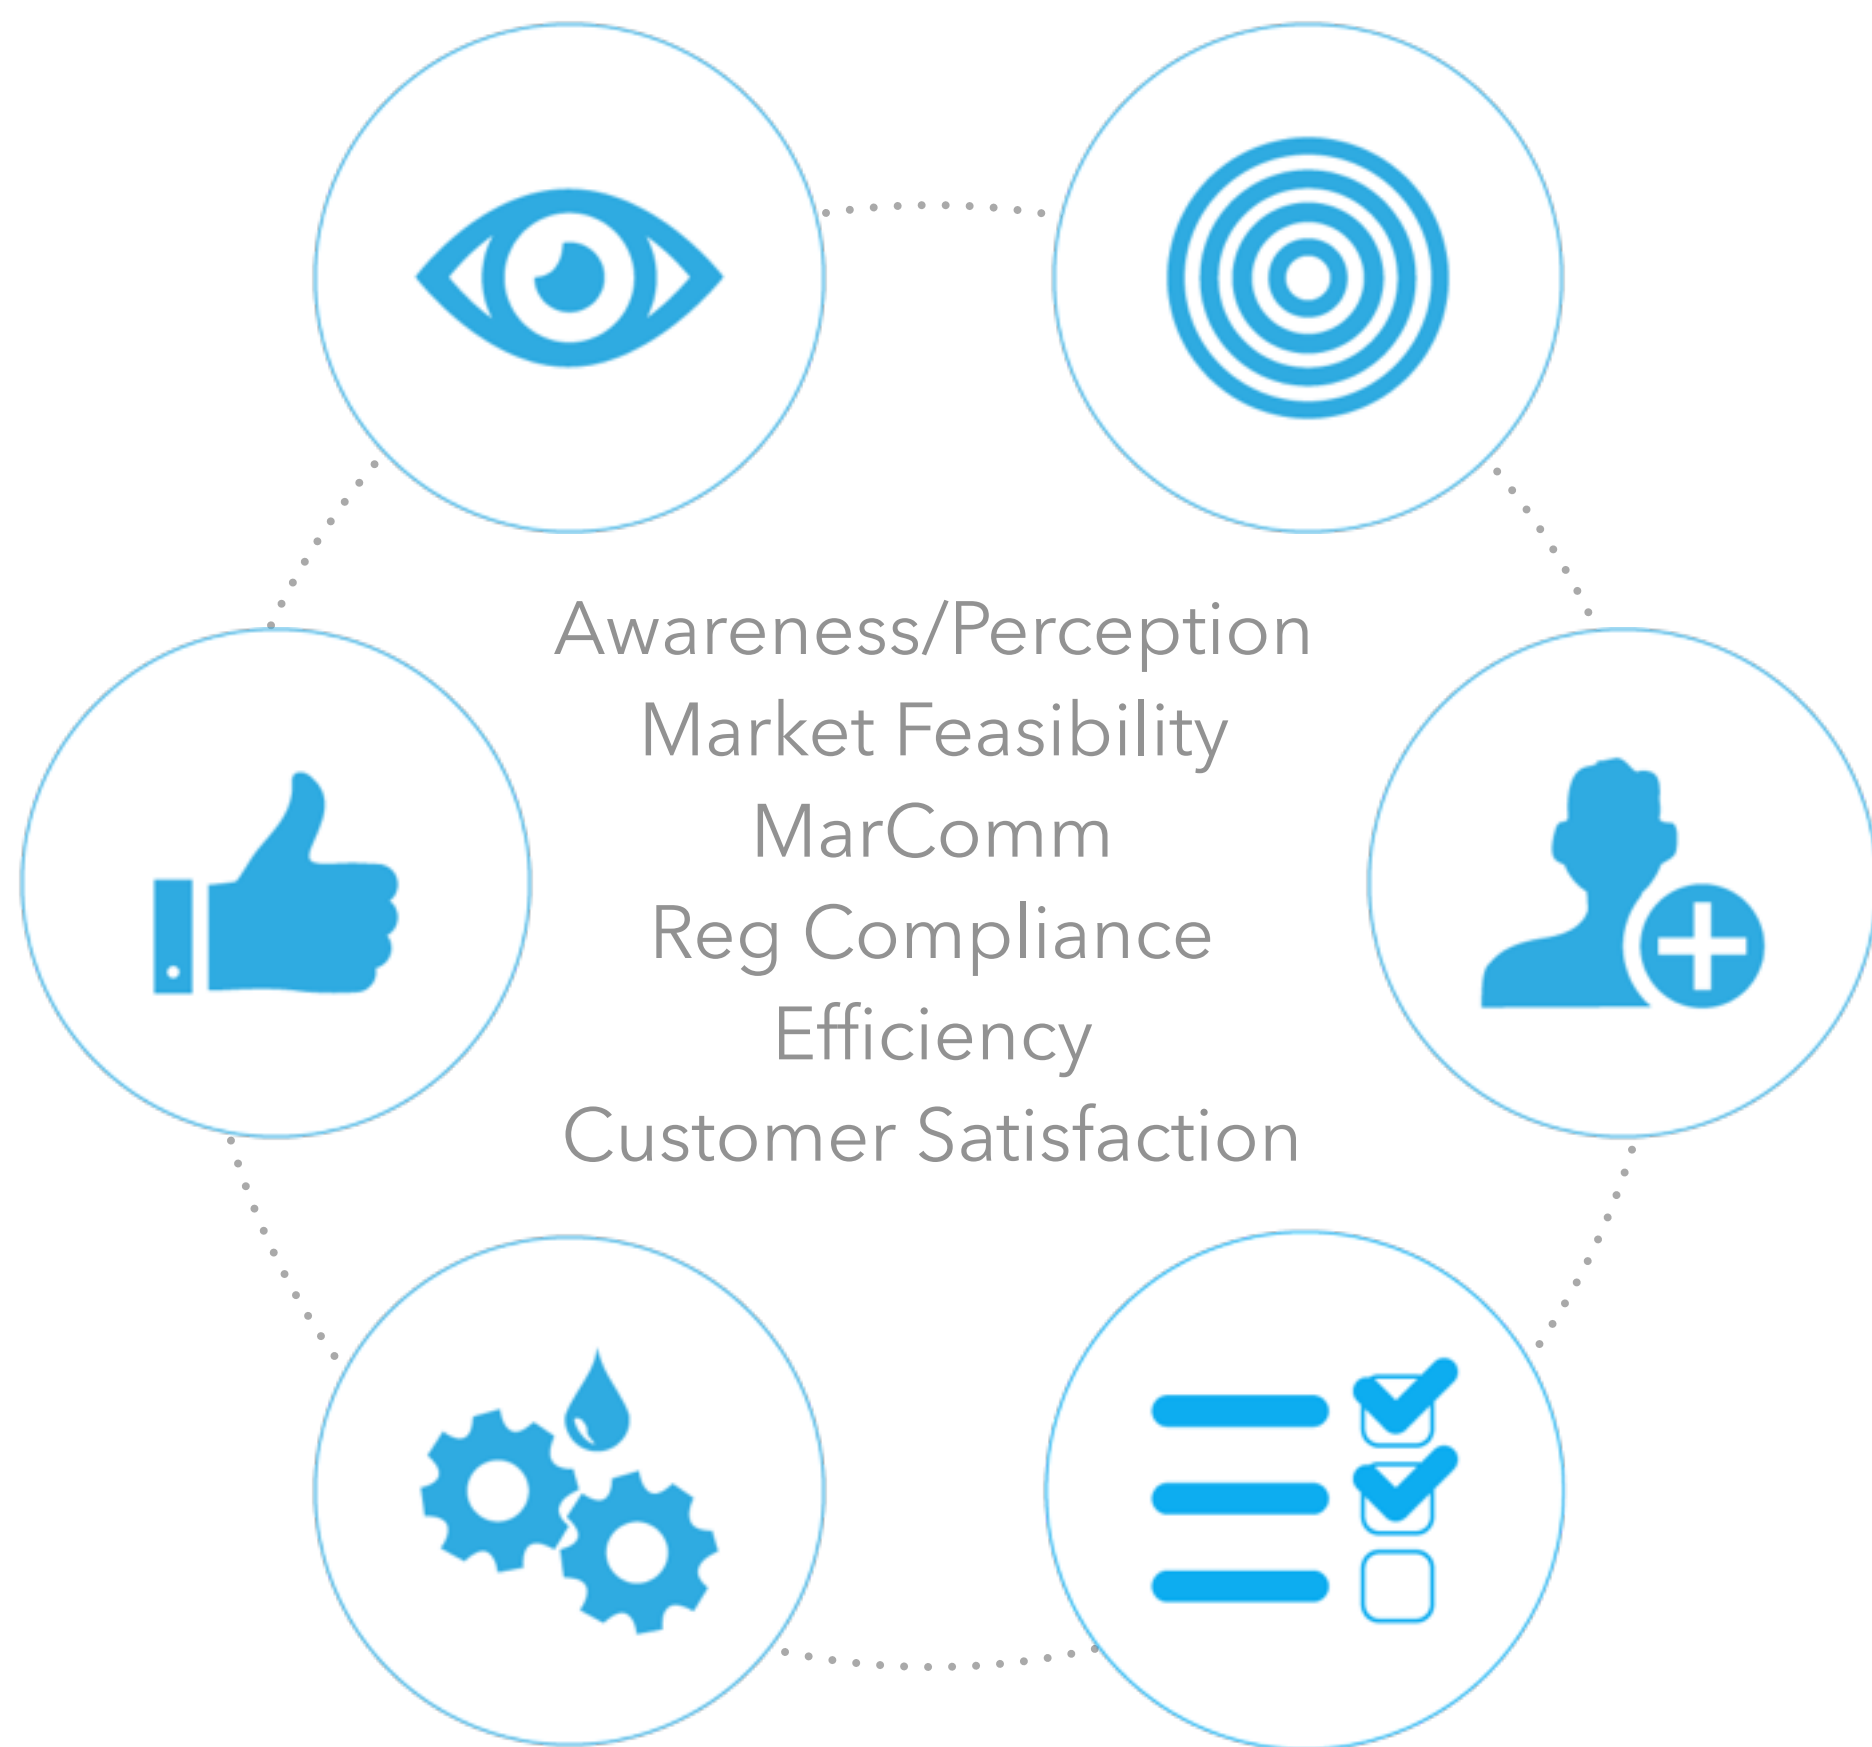 Awareness/Perception
Market Feasibility
MarComm
Reg Compliance
Efficiency
Customer Satisfaction